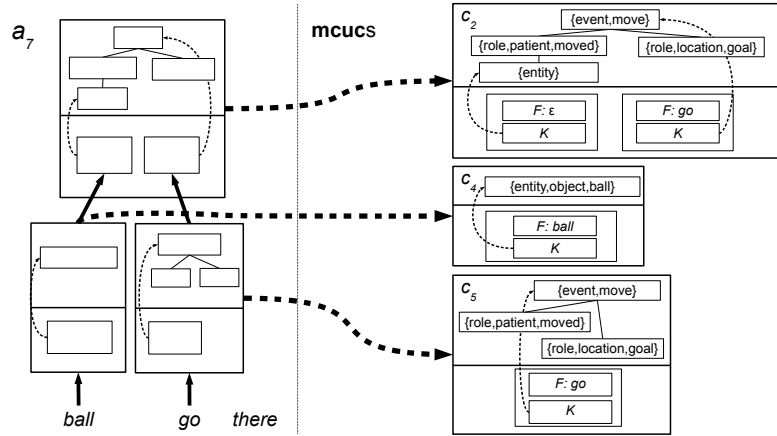 a7
mcucs
c2
{event,move}
{role,patient,moved}
{role,location,goal}
{entity}
F: ε
K
F: go
K
c4
{entity,object,ball}
F: ball
K
c5
{event,move}
{role,patient,moved}
{role,location,goal}
F: go
K
ball go there